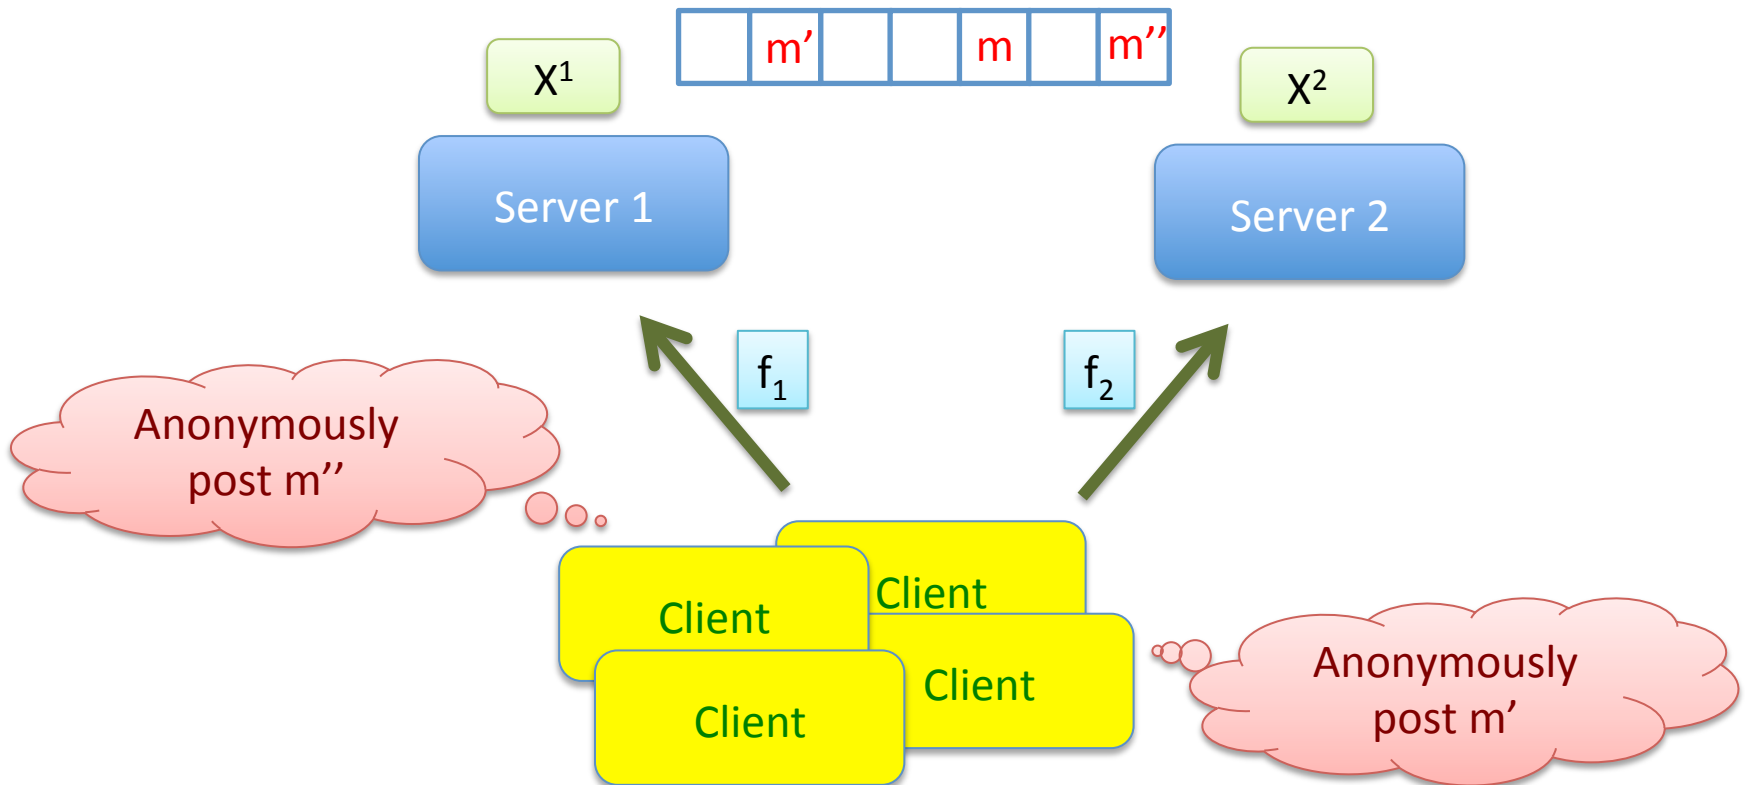 m’ m m’’
X¹
X²
Server 1
Server 2
f₁
f₂
Anonymously
post m’’
Client
Client
Client
Client
Anonymously
post m’